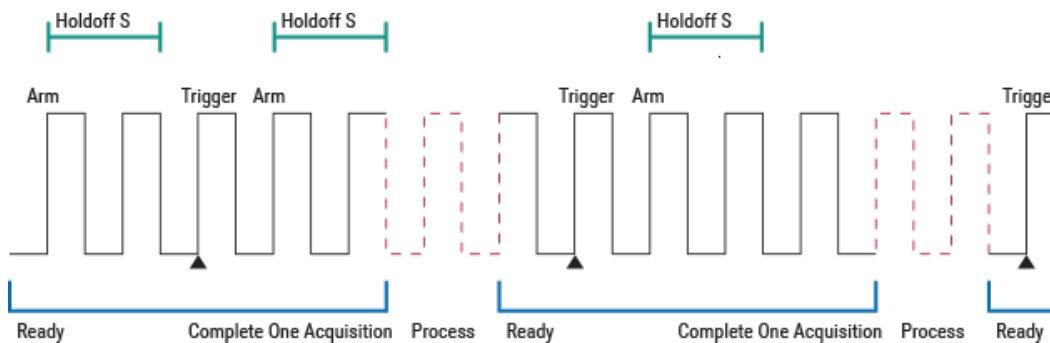 Holdoff S
Holdoff S
Holdoff S
Arm
Trigger
Arm
Trigger
Arm
Ready
Complete One Acquisition
Process
Ready
Complete One Acquisition
Process
Ready